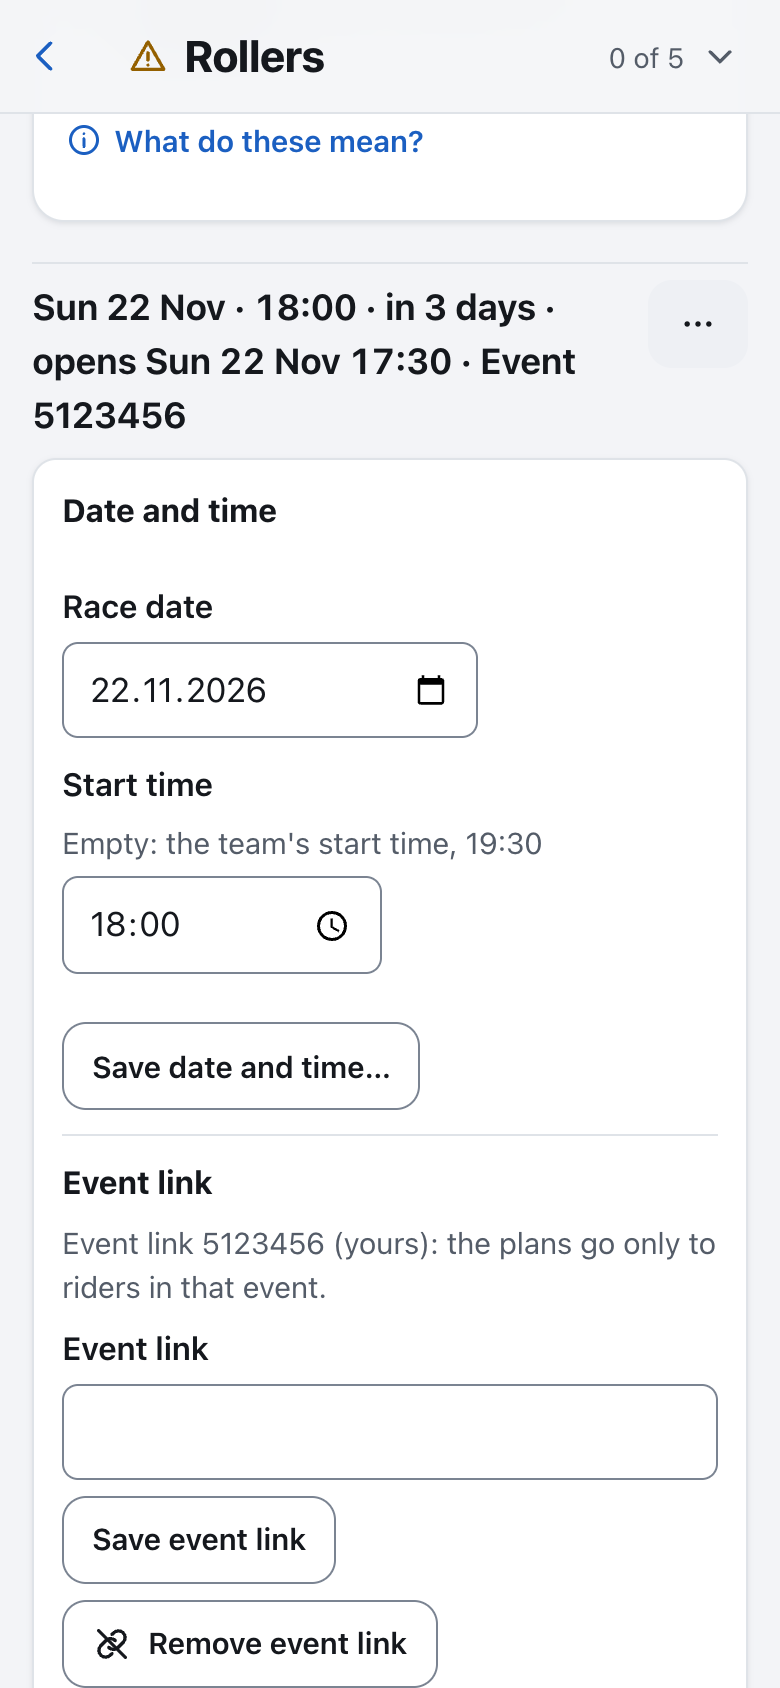 Rollers
0 of 5
What do these mean?
Sun 22 Nov · 18:00 · in 3 days ·
opens Sun 22 Nov 17:30 · Event
5123456
...
Date and time
Race date
22.11.2026
Start time
Empty: the team's start time, 19:30
18:00
Save date and time...
Event link
Event link 5123456 (yours): the plans go only to
riders in that event.
Event link
Save event link
Remove event link